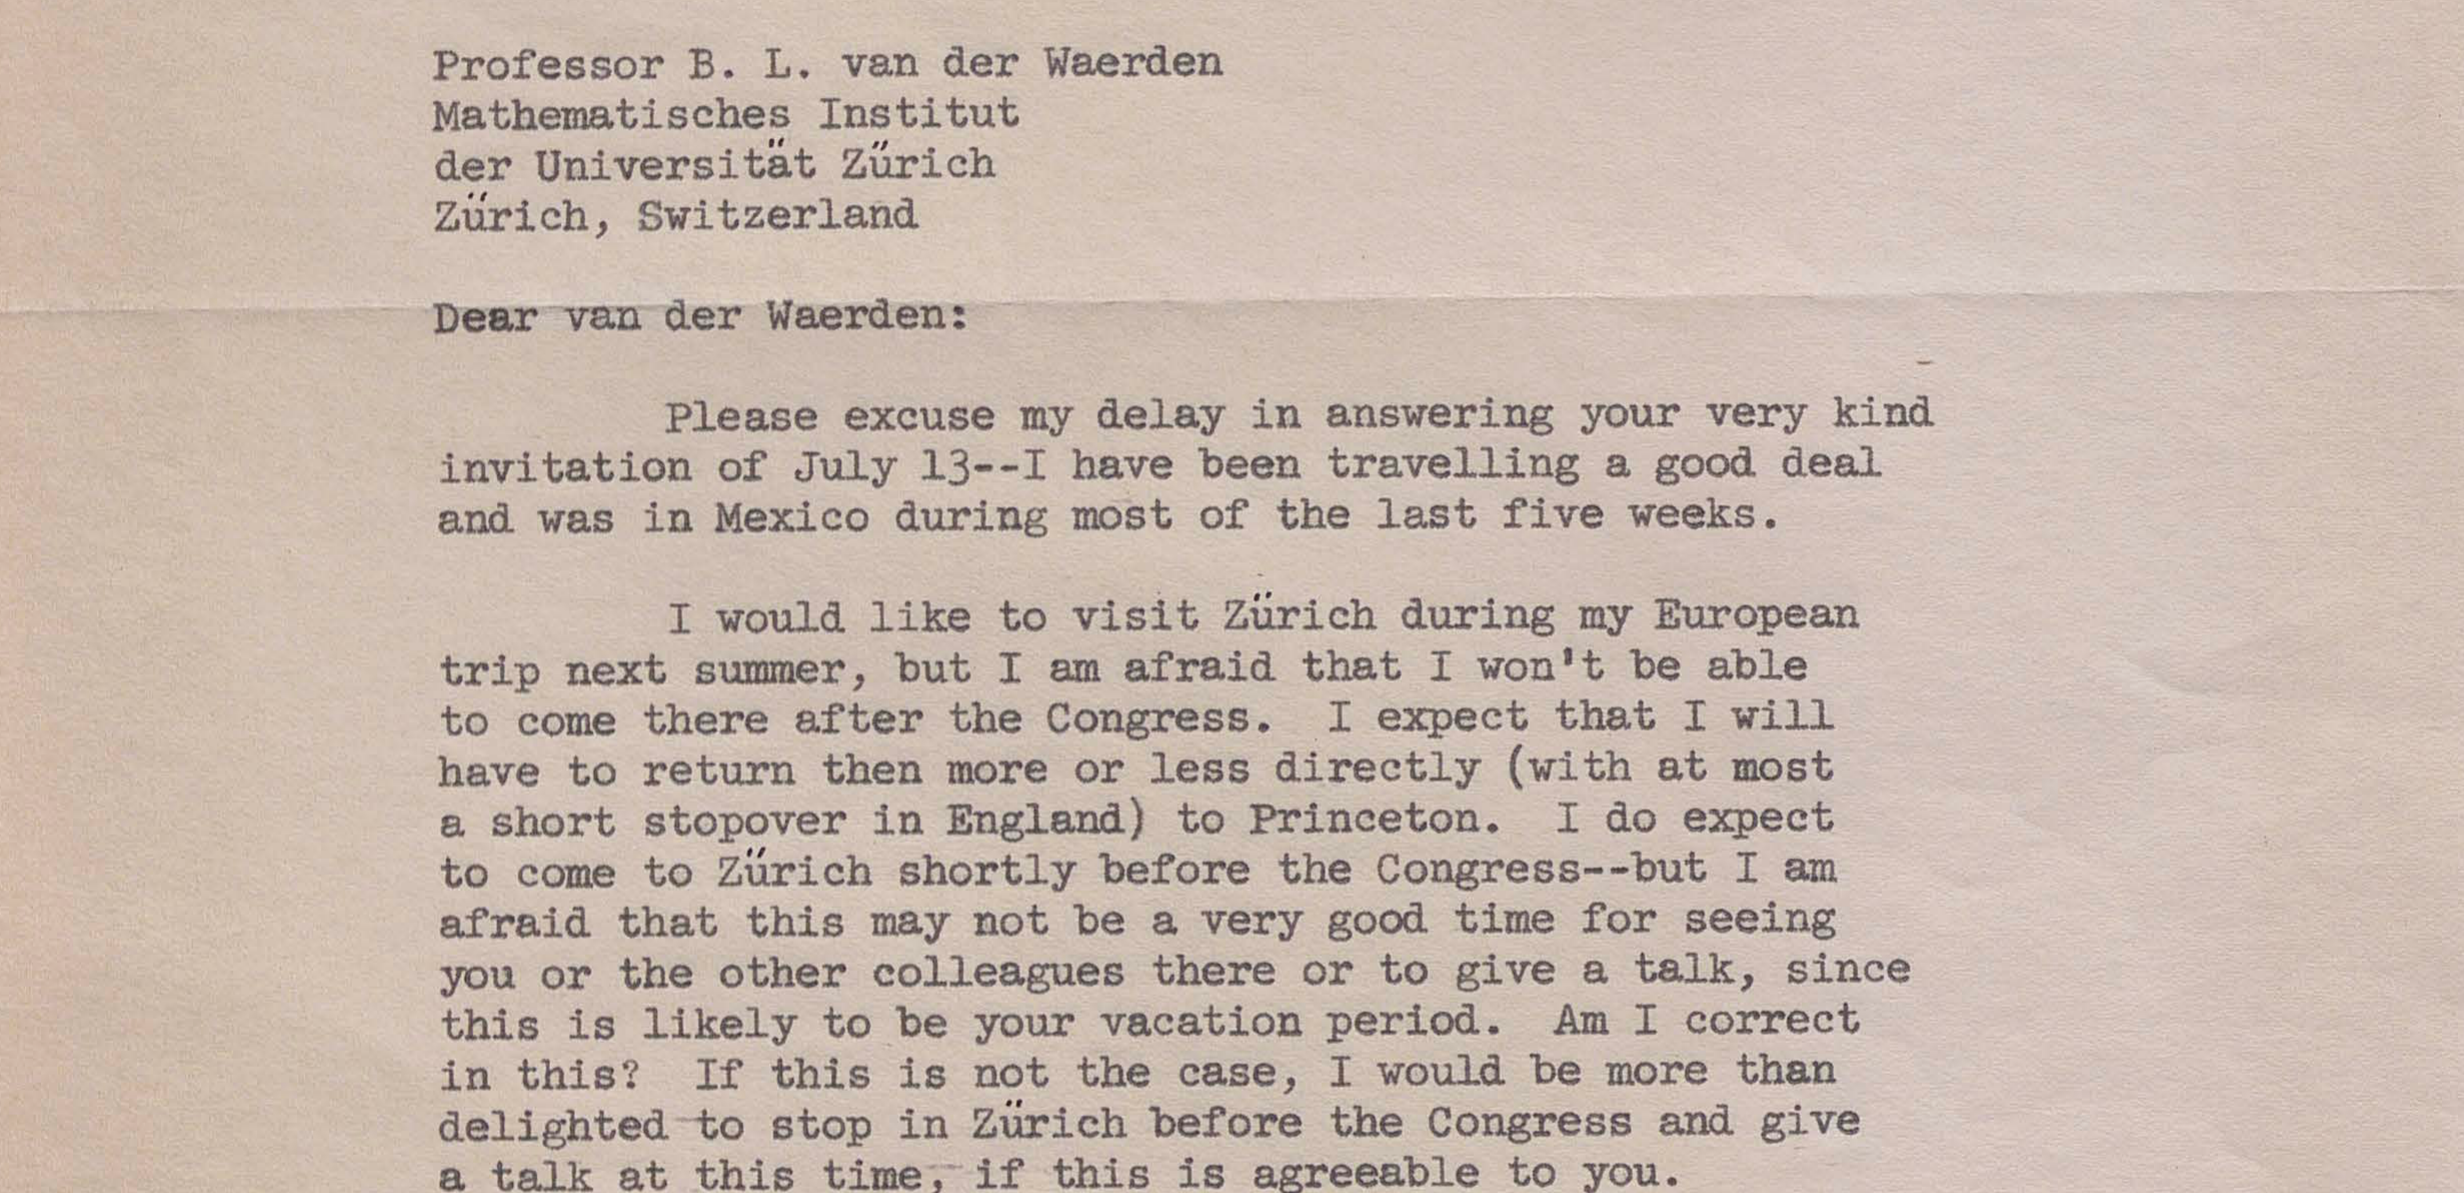 Professor B. L. van der Waerden
Mathematisches Institut
der Universität Zürich
Zürich, Switzerland
Dear van der Waerden:
Please excuse my delay in answering your very kind
invitation of July 13--I have been travelling a good deal
and was in Mexico during most of the last five weeks.
I would like to visit Zürich during my European
trip next summer, but I am afraid that I won't be able
to come there after the Congress. I expect that I will
have to return then more or less directly (with at most
a short stopover in England) to Princeton. I do expect
to come to Zürich shortly before the Congress--but I am
afraid that this may not be a very good time for seeing
you or the other colleagues there or to give a talk, since
this is likely to be your vacation period. Am I correct
in this? If this is not the case, I would be more than
delighted to stop in Zürich before the Congress and give
a talk at this time, if this is agreeable to you.